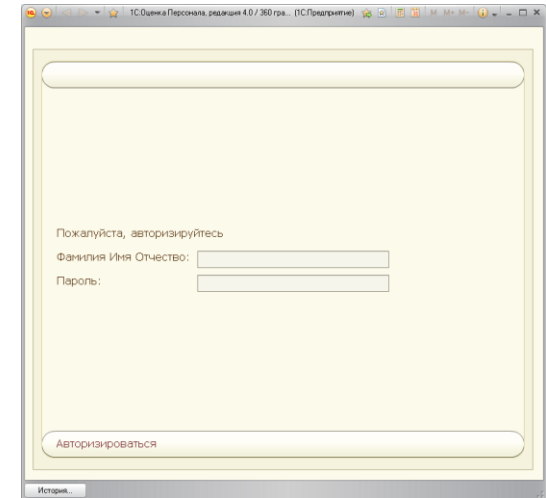 1С:Оценка Персонала, редакция 4.0 / 360 гра... (1С:Предприятие)
M M+ M-
Пожалуйста, авторизируйтесь
Фамилия Имя Отчество:
Пароль:
Авторизироваться
История...